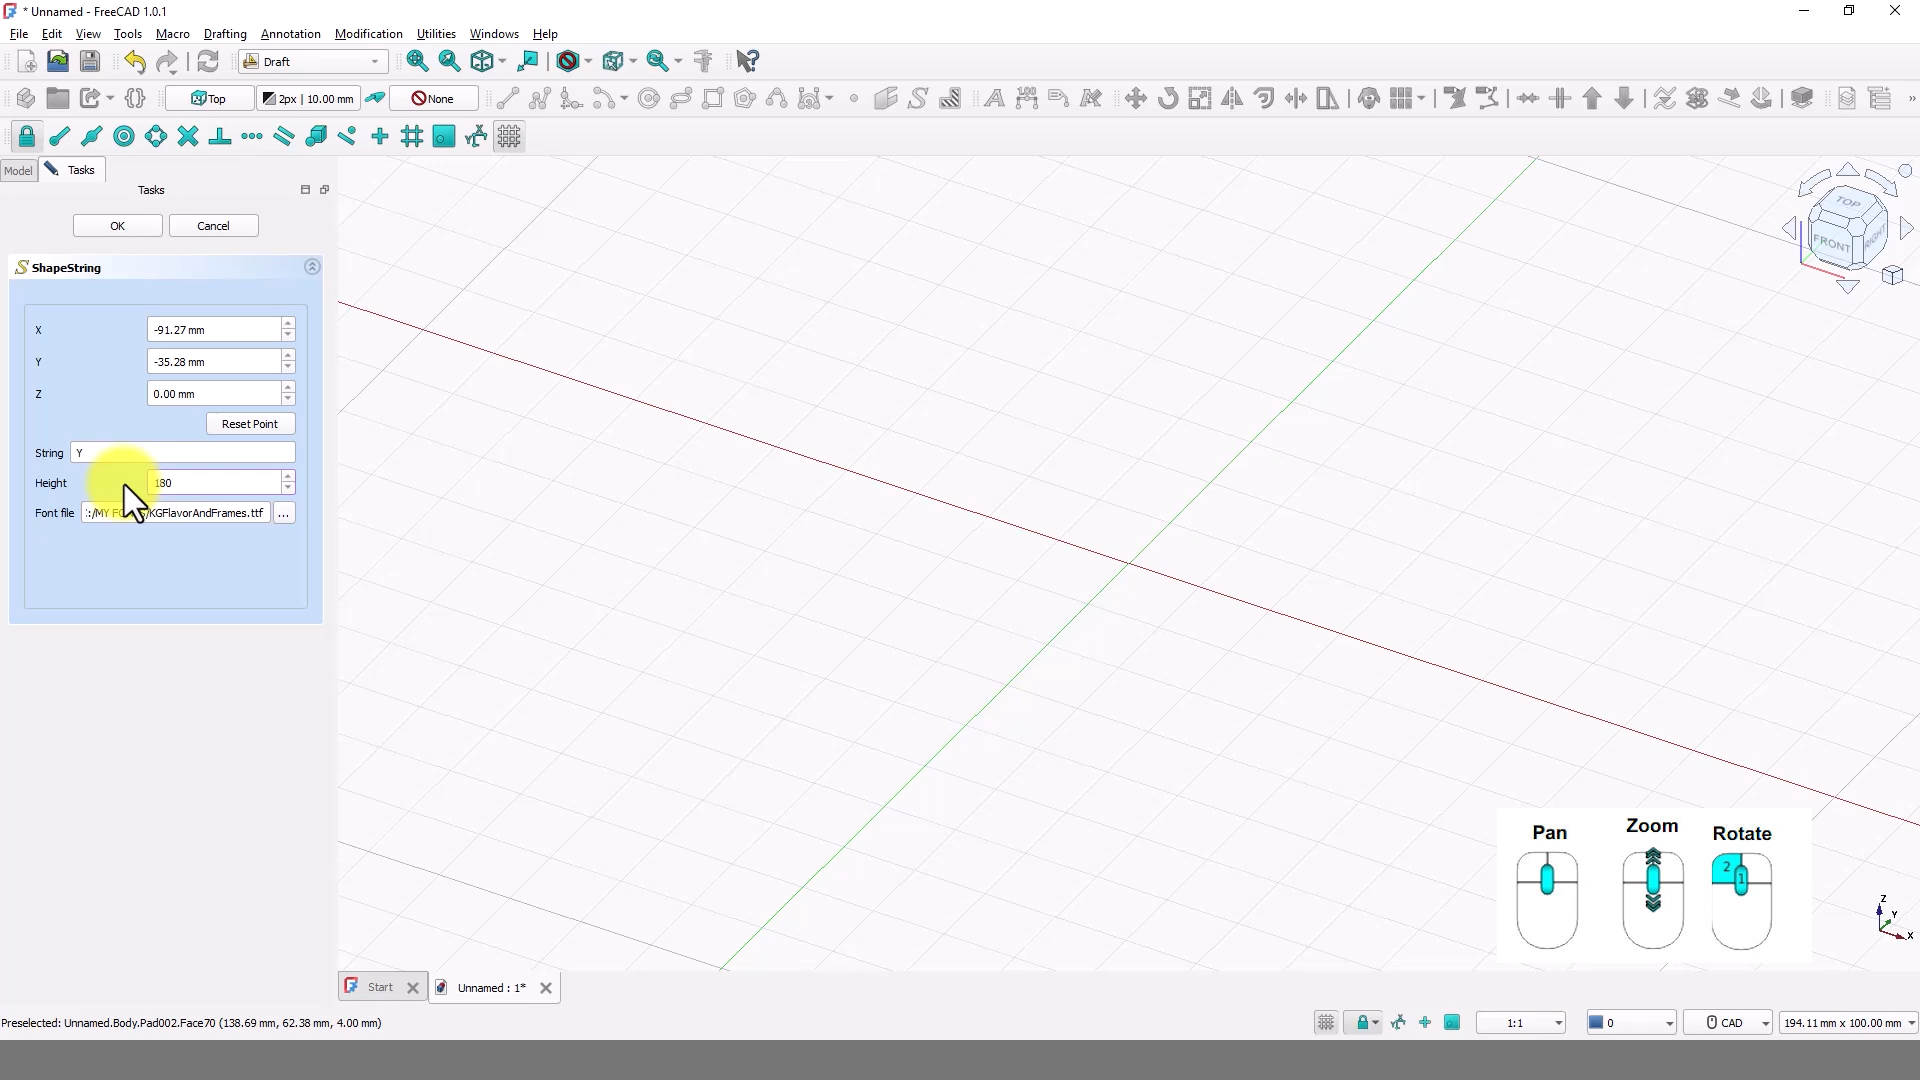 * Unnamed - FreeCAD 1.0.1
File Edit View Tools Macro Drafting Annotation Modification Utilities Windows Help
Draft
Top 2px | 10.00 mm None
Model Tasks
Tasks
OK Cancel
ShapeString
X -91.27 mm
Y -35.28 mm
Z 0.00 mm
Reset Point
String Y
Height 180
Font file :/MY FO /KGFlavorAndFrames.ttf ...
TOP
FRONT RIGHT
Pan Zoom Rotate
2 1
Z
Y
X
Start Unnamed : 1*
Preselected: Unnamed.Body.Pad002.Face70 (138.69 mm, 62.38 mm, 4.00 mm)
1:1 0 CAD 194.11 mm x 100.00 mm